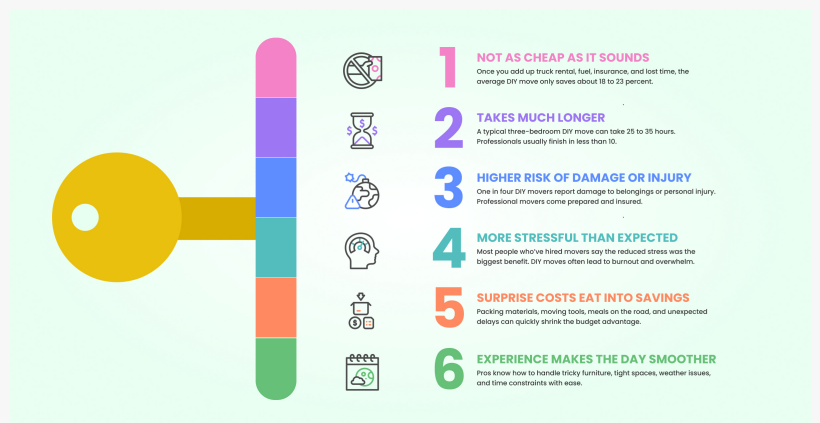 1
NOT AS CHEAP AS IT SOUNDS
Once you add up truck rental, fuel, insurance, and lost time, the
average DIY move only saves about 18 to 23 percent.
2
TAKES MUCH LONGER
A typical three-bedroom DIY move can take 25 to 35 hours.
Professionals usually finish in less than 10.
$
$
$
3
HIGHER RISK OF DAMAGE OR INJURY
One in four DIY movers report damage to belongings or personal injury.
Professional movers come prepared and insured.
4
MORE STRESSFUL THAN EXPECTED
Most people who've hired movers say the reduced stress was the
biggest benefit. DIY moves often lead to burnout and overwhelm.
5
SURPRISE COSTS EAT INTO SAVINGS
Packing materials, moving tools, meals on the road, and unexpected
delays can quickly shrink the budget advantage.
$
6
EXPERIENCE MAKES THE DAY SMOOTHER
Pros know how to handle tricky furniture, tight spaces, weather issues,
and time constraints with ease.